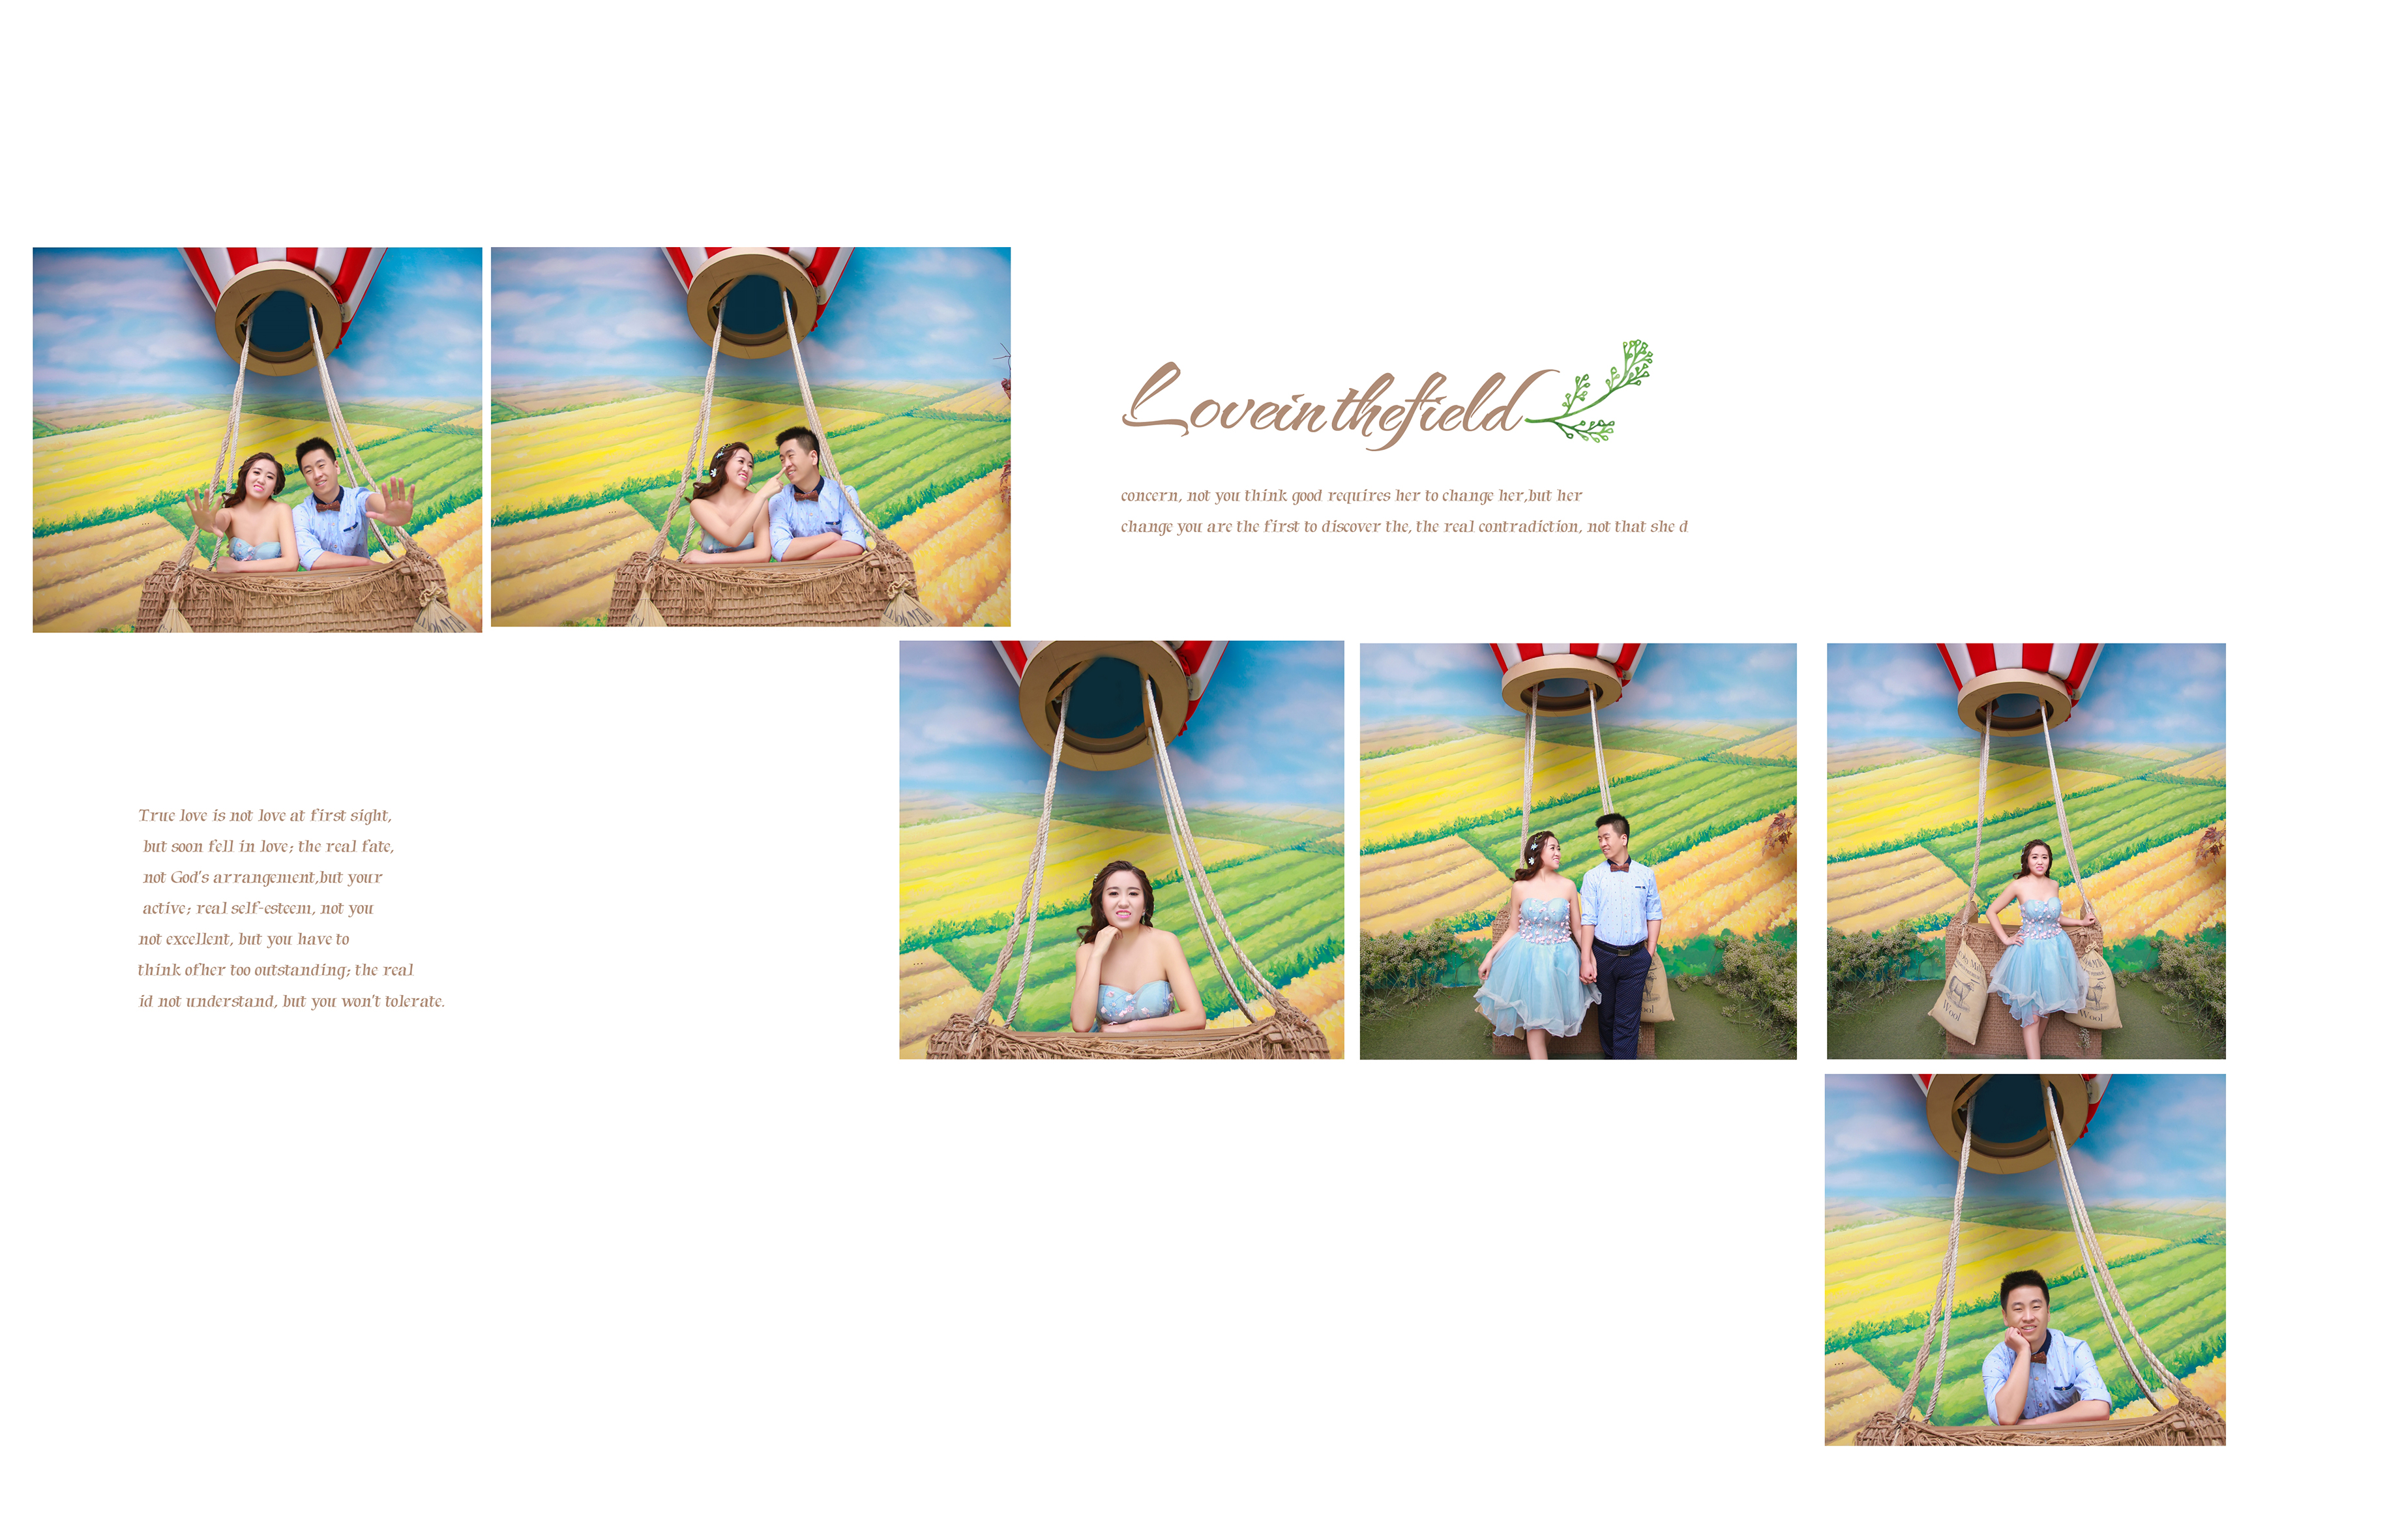 Loveinthefield
concern, not you think good requires her to change her,but her
change you are the first to discover the, the real contradiction, not that she d
True love is not love at first sight,
but soon fell in love; the real fate,
not God's arrangement,but your
active; real self-esteem, not you
not excellent, but you have to
think ofher too outstanding; the real
id not understand, but you won't tolerate.
Wool
Wool